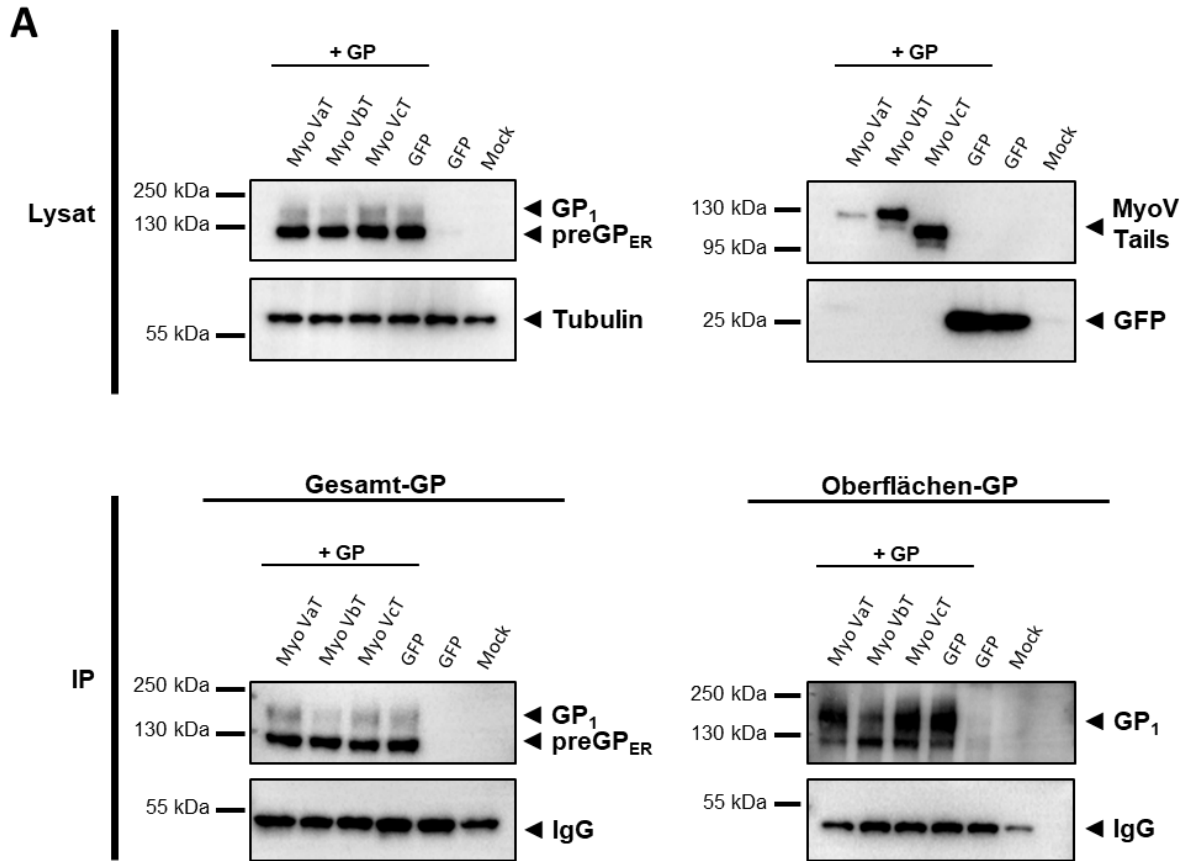 A
Lysat
+ GP
Myo VaT Myo VbT Myo VcT GFP GFP Mock
250 kDa
130 kDa
GP₁
preGP_ER
55 kDa
Tubulin
+ GP
Myo VaT Myo VbT Myo VcT GFP GFP Mock
130 kDa
95 kDa
MyoV
Tails
25 kDa
GFP
IP
Gesamt-GP
+ GP
Myo VaT Myo VbT Myo VcT GFP GFP Mock
250 kDa
130 kDa
GP₁
preGP_ER
55 kDa
IgG
Oberflächen-GP
+ GP
Myo VaT Myo VbT Myo VcT GFP GFP Mock
250 kDa
130 kDa
GP₁
55 kDa
IgG